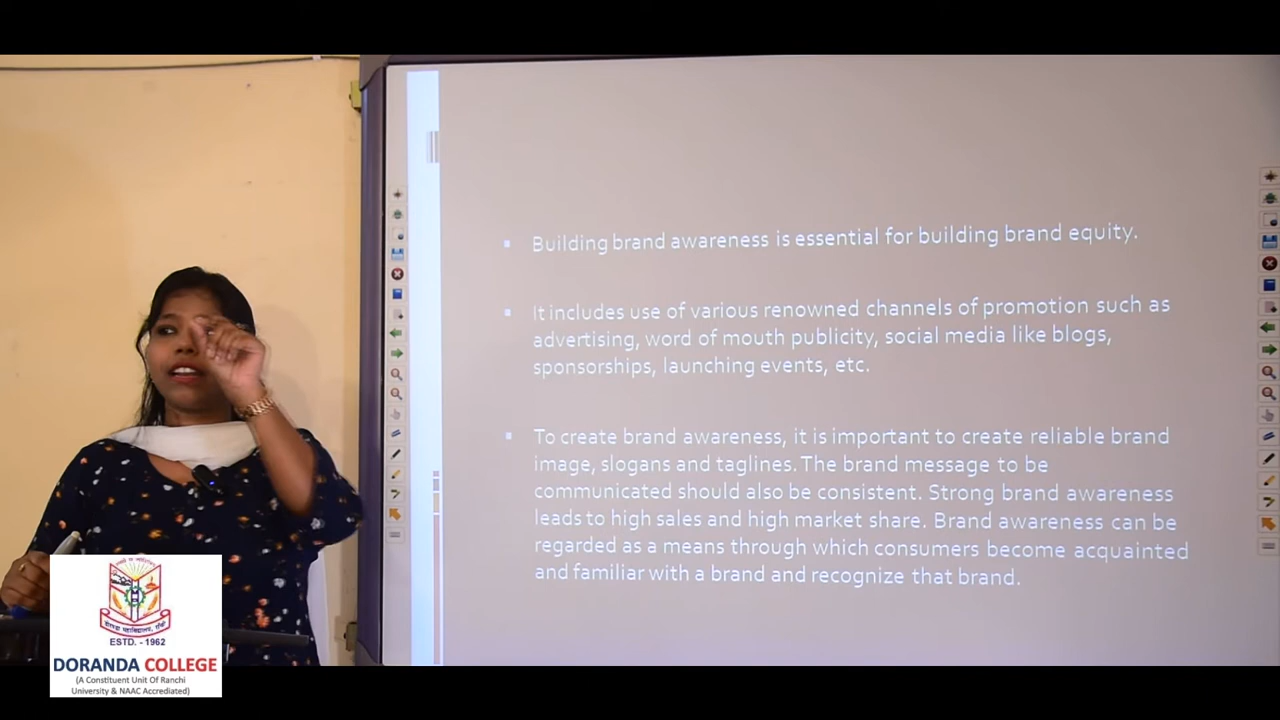 Building brand awareness is essential for building brand equity.
It includes use of various renowned channels of promotion such as
advertising, word of mouth publicity, social media like blogs,
sponsorships, launching events, etc.
To create brand awareness, it is important to create reliable brand
image, slogans and taglines. The brand message to be
communicated should also be consistent. Strong brand awareness
leads to high sales and high market share. Brand awareness can be
regarded as a means through which consumers become acquainted
and familiar with a brand and recognize that brand.
ESTD. - 1962
DORANDA COLLEGE
(A Constituent Unit Of Ranchi
University & NAAC Accredited)